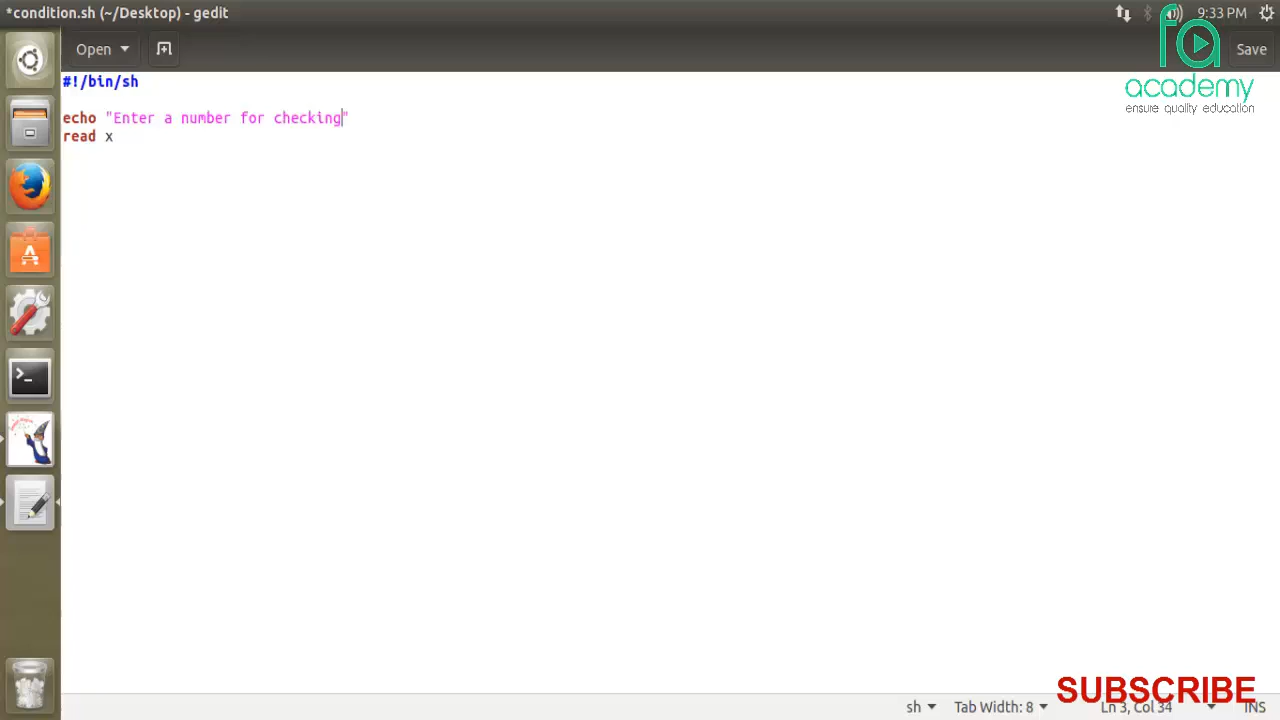 *condition.sh (~/Desktop) - gedit
9:33 PM
Open
Save
fa
academy
ensure quality education
#!/bin/sh
echo "Enter a number for checking"
read x
SUBSCRIBE
sh
Tab Width: 8
Ln 3, Col 34
INS